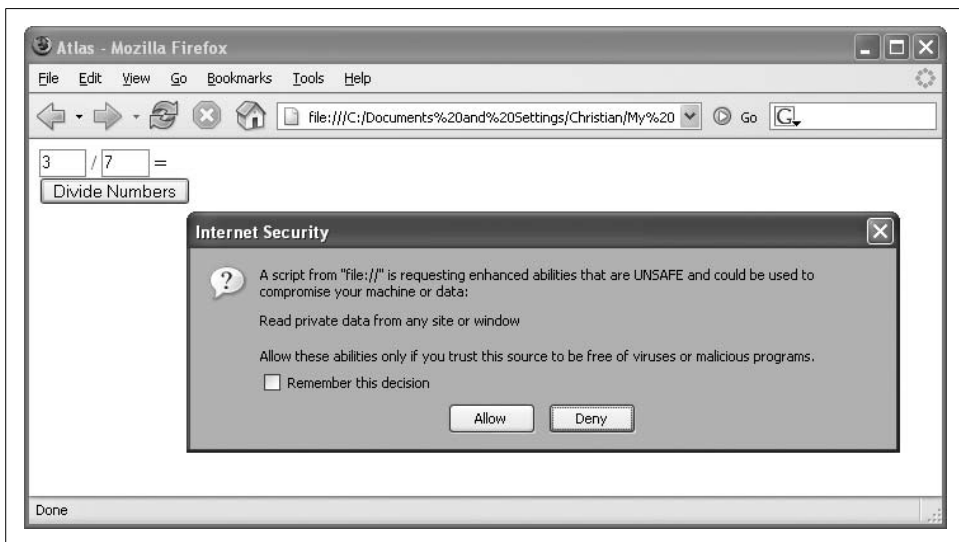 Atlas - Mozilla Firefox
File Edit View Go Bookmarks Tools Help
file:///C:/Documents%20and%20Settings/Christian/My%20 Go G
3 / 7 =
Divide Numbers
Internet Security
? A script from "file://" is requesting enhanced abilities that are UNSAFE and could be used to
compromise your machine or data:
Read private data from any site or window
Allow these abilities only if you trust this source to be free of viruses or malicious programs.
Remember this decision
Allow Deny
Done